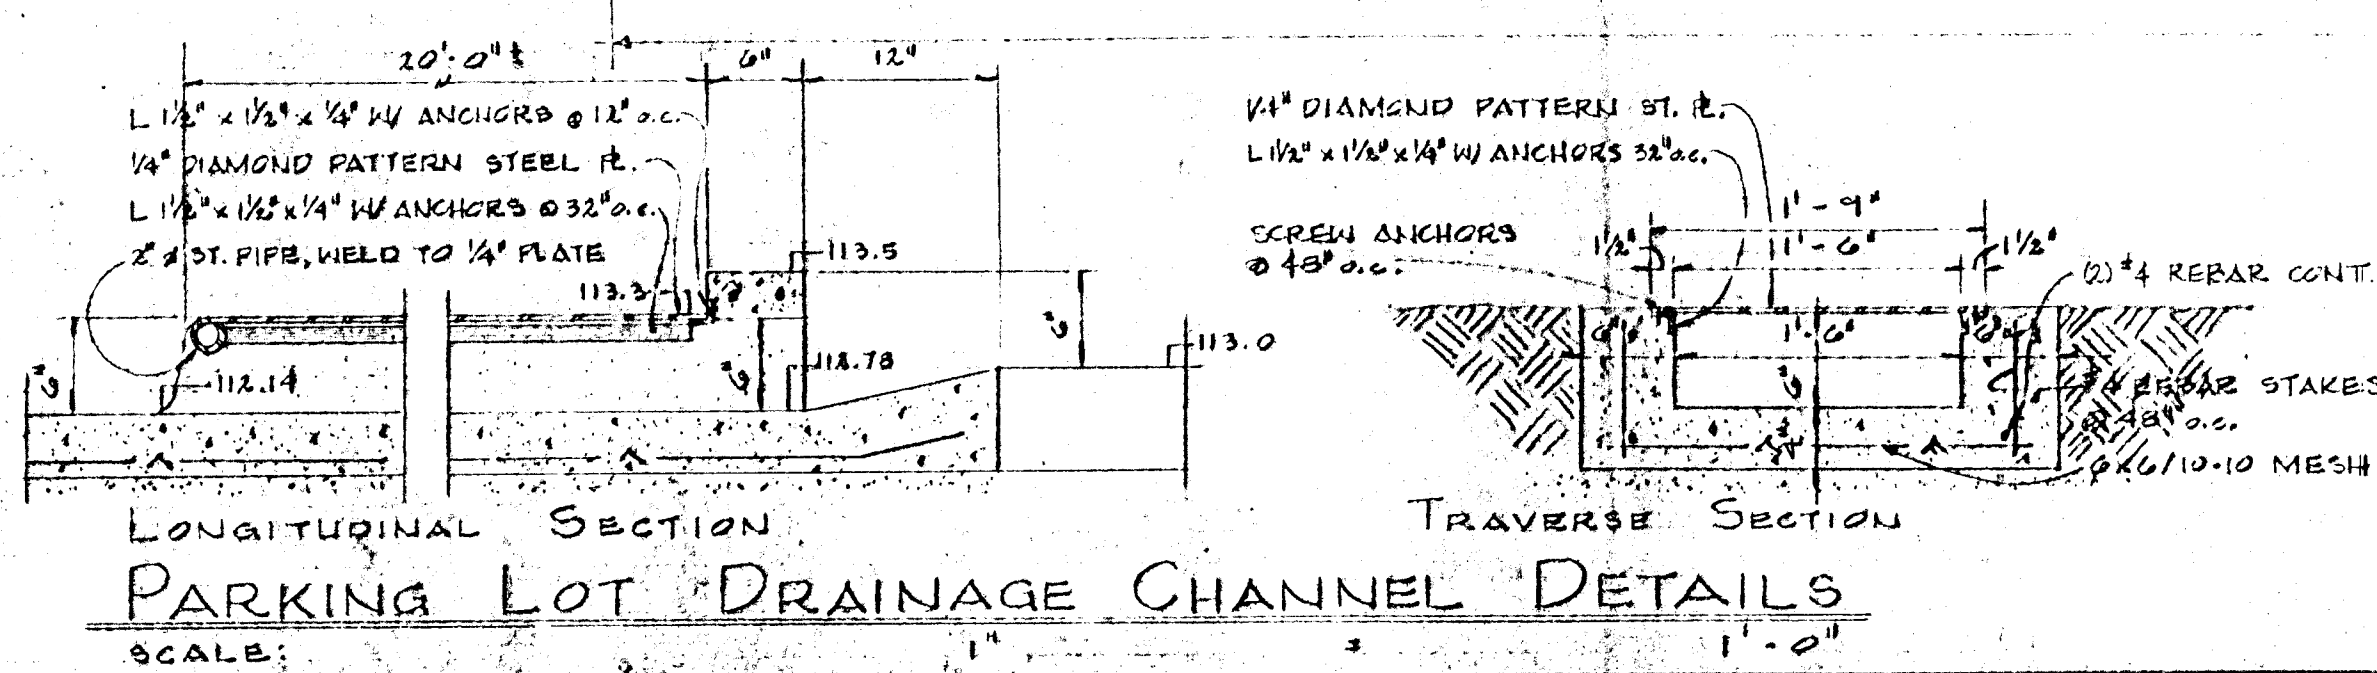 20'-0" ±
6"
12"
L 1½" x 1½" x ¼" W/ ANCHORS @ 12" o.c.
¼" DIAMOND PATTERN STEEL PL.
L 1½" x 1½" x ¼" W/ ANCHORS @ 32" o.c.
2" ø ST. PIPE, WELD TO ¼" PLATE
113.5
113.3
6"
112.14
6"
112.78
6"
113.0
LONGITUDINAL SECTION
¼" DIAMOND PATTERN ST. PL.
L 1½" x 1½" x ¼" W/ ANCHORS 32" o.c.
SCREW ANCHORS
@ 48" o.c.
1'-9"
1½"
1'-6"
1½"
(2) #4 REBAR CONT.
6"
1'-6"
6"
6"
#4 REBAR STAKES
@ 48" o.c.
6x6/10-10 MESH
TRAVERSE SECTION
PARKING LOT DRAINAGE CHANNEL DETAILS
SCALE: 1" = 1'-0"